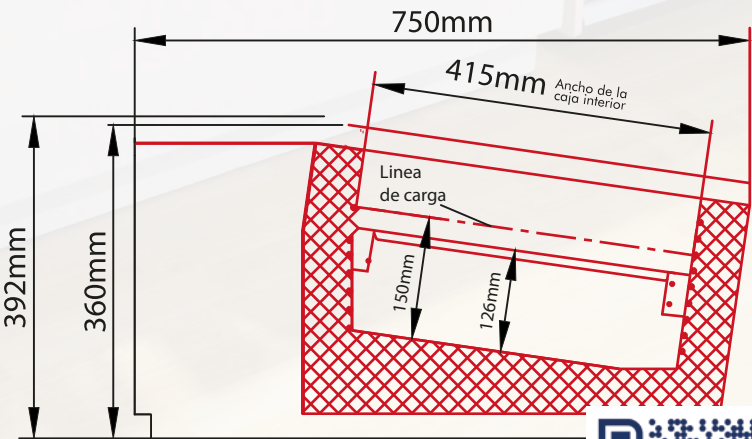 750mm
415mm
Ancho de la
caja interior
Linea
de carga
392mm
360mm
150mm
126mm